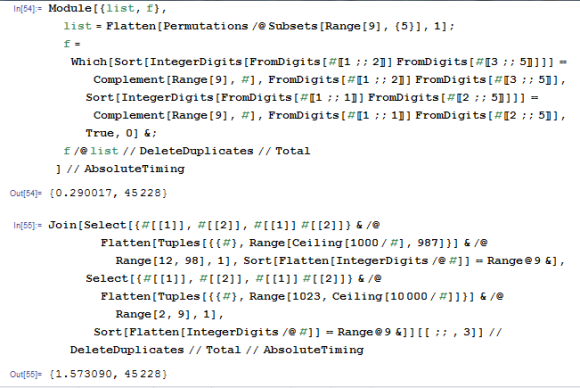 In[54]:= Module[{list, f},
list = Flatten[Permutations /@ Subsets[Range[9], {5}], 1];
f =
Which[Sort[IntegerDigits[FromDigits[#[[1 ;; 2]]] FromDigits[#[[3 ;; 5]]]]] ==
Complement[Range[9], #], FromDigits[#[[1 ;; 2]]] FromDigits[#[[3 ;; 5]]],
Sort[IntegerDigits[FromDigits[#[[1 ;; 1]]] FromDigits[#[[2 ;; 5]]]]] ==
Complement[Range[9], #], FromDigits[#[[1 ;; 1]]] FromDigits[#[[2 ;; 5]]],
True, 0] &;
f /@ list // DeleteDuplicates // Total
] // AbsoluteTiming
Out[54]= {0.290017, 45228}
In[55]:= Join[Select[{#[[1]], #[[2]], #[[1]] #[[2]]} & /@
Flatten[Tuples[{{#}, Range[Ceiling[1000 / #], 987]}] & /@
Range[12, 98], 1], Sort[Flatten[IntegerDigits /@ #]] == Range@9 &],
Select[{#[[1]], #[[2]], #[[1]] #[[2]]} & /@
Flatten[Tuples[{{#}, Range[1023, Ceiling[10000 / #]]}] & /@
Range[2, 9], 1],
Sort[Flatten[IntegerDigits /@ #]] == Range@9 &]][[ ;; , 3]] //
DeleteDuplicates // Total // AbsoluteTiming
Out[55]= {1.573090, 45228}